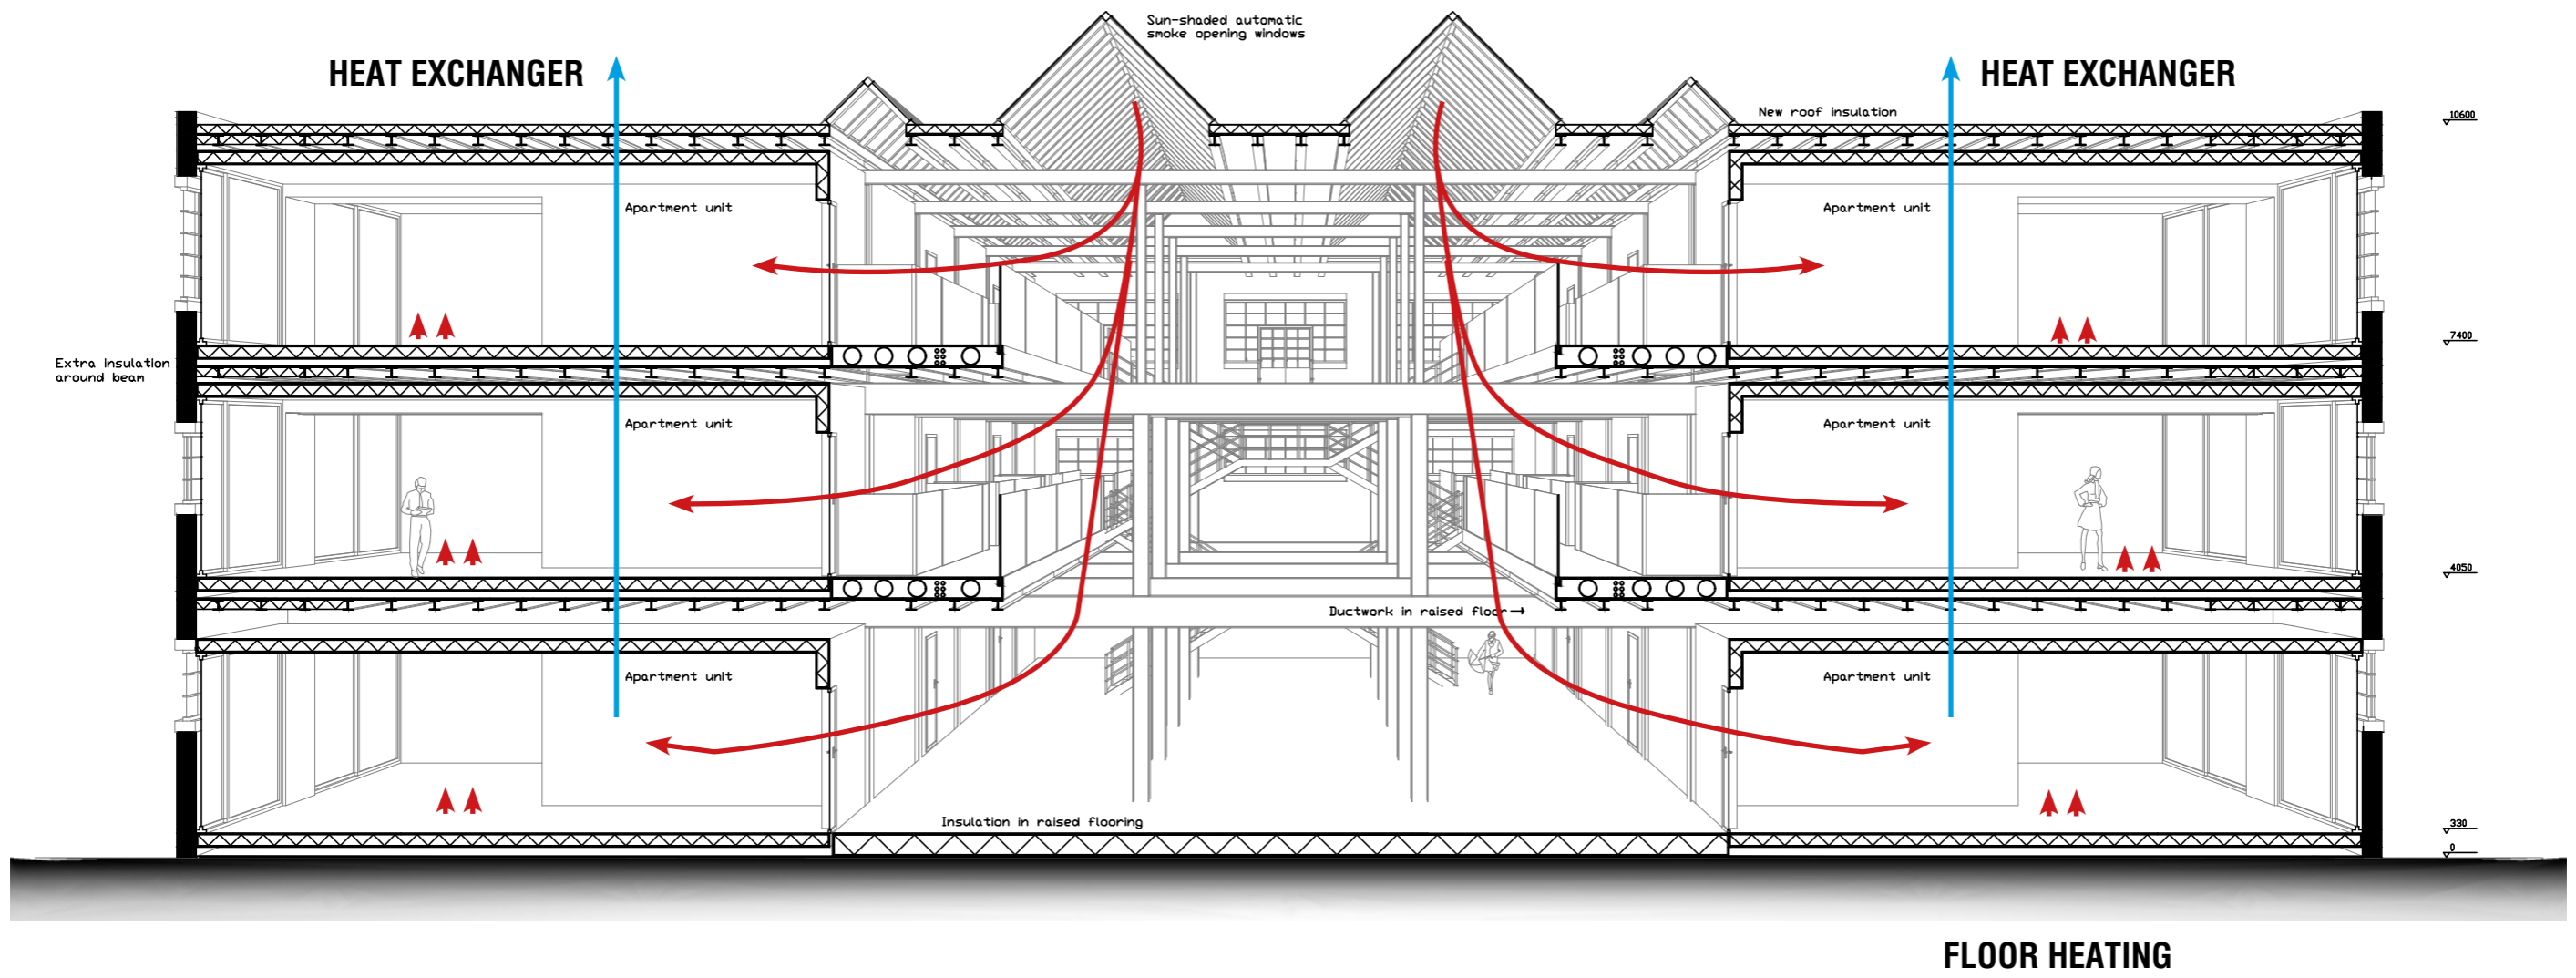 Sun-shaded automatic
smoke opening windows
HEAT EXCHANGER
HEAT EXCHANGER
New roof insulation
10600
Apartment unit
Apartment unit
7400
Extra insulation
around beam
Apartment unit
Apartment unit
4050
Ductwork in raised floor
Apartment unit
Apartment unit
Insulation in raised flooring
330
0
FLOOR HEATING